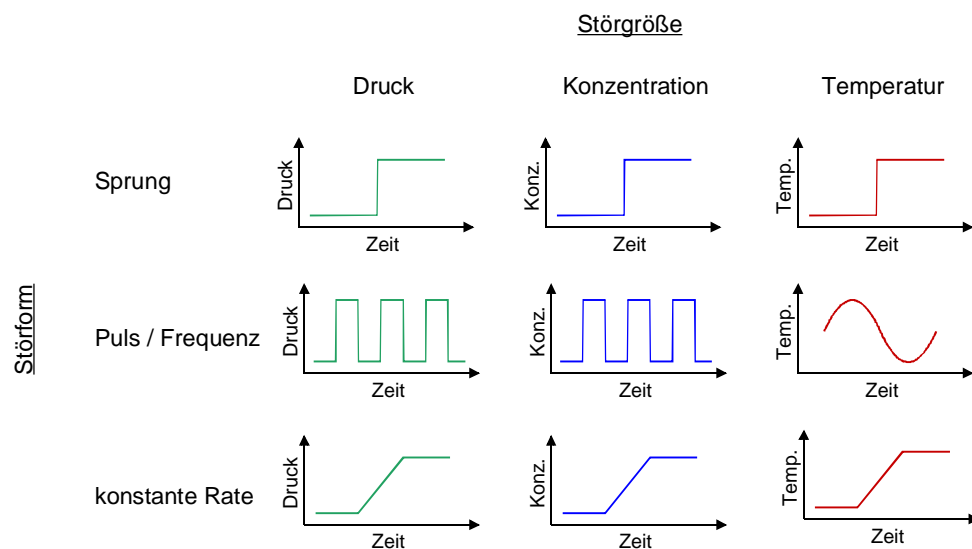 Störgröße
Druck Konzentration Temperatur
Sprung
Druck
Zeit
Konz.
Zeit
Temp.
Zeit
Störform
Puls / Frequenz
Druck
Zeit
Konz.
Zeit
Temp.
Zeit
konstante Rate
Druck
Zeit
Konz.
Zeit
Temp.
Zeit